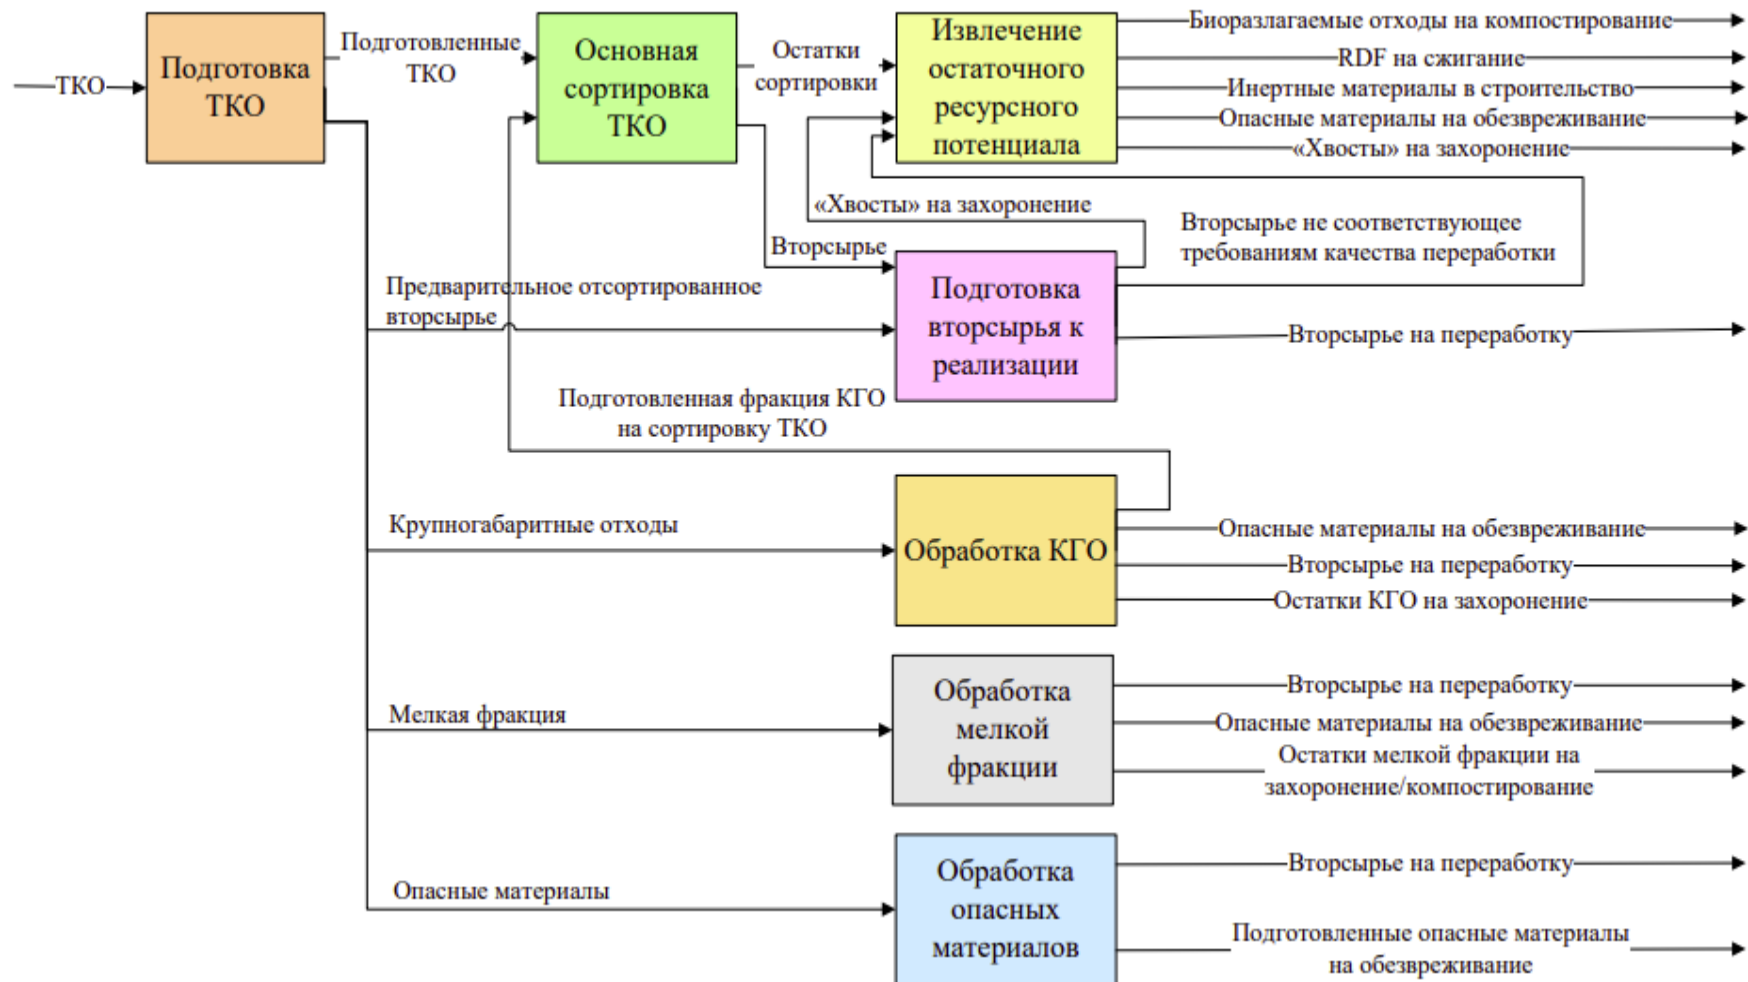 ТКО
Подготовка
ТКО
Подготовленные
ТКО
Основная
сортировка
ТКО
Остатки
сортировки
Извлечение
остаточного
ресурсного
потенциала
Биоразлагаемые отходы на компостирование
RDF на сжигание
Инертные материалы в строительство
Опасные материалы на обезвреживание
«Хвосты» на захоронение
«Хвосты» на захоронение
Вторсырье не соответствующее
требованиям качества переработки
Вторсырье
Предварительное отсортированное
вторсырье
Подготовка
вторсырья к
реализации
Вторсырье на переработку
Подготовленная фракция КГО
на сортировку ТКО
Крупногабаритные отходы
Обработка КГО
Опасные материалы на обезвреживание
Вторсырье на переработку
Остатки КГО на захоронение
Мелкая фракция
Обработка
мелкой
фракции
Вторсырье на переработку
Опасные материалы на обезвреживание
Остатки мелкой фракции на
захоронение/компостирование
Опасные материалы
Обработка
опасных
материалов
Вторсырье на переработку
Подготовленные опасные материалы
на обезвреживание